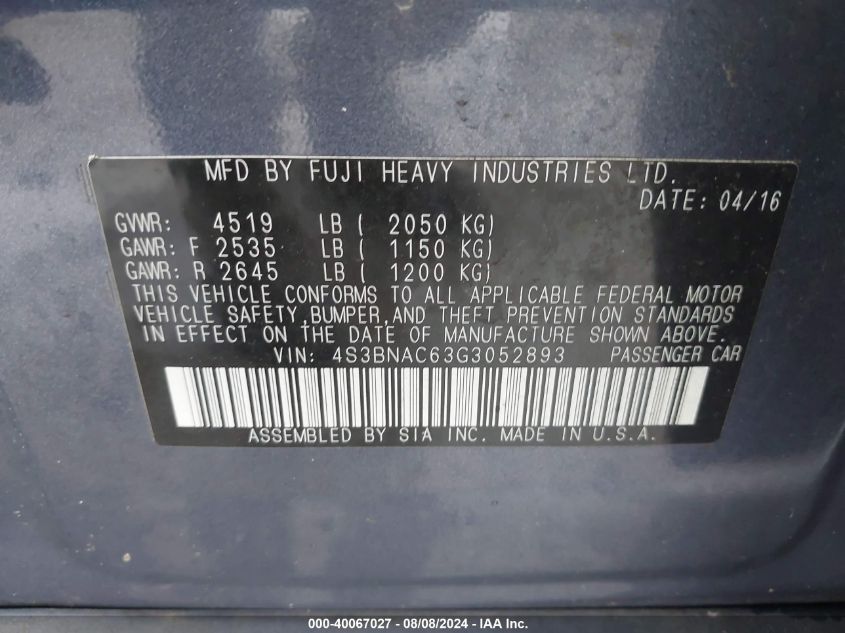 MFD BY FUJI HEAVY INDUSTRIES LTD.
DATE: 04/16
GVWR: 4519 LB ( 2050 KG)
GAWR: F 2535 LB ( 1150 KG)
GAWR: R 2645 LB ( 1200 KG)
THIS VEHICLE CONFORMS TO ALL APPLICABLE FEDERAL MOTOR
VEHICLE SAFETY,BUMPER,AND THEFT PREVENTION STANDARDS
IN EFFECT ON THE DATE OF MANUFACTURE SHOWN ABOVE.
VIN: 4S3BNAC63G3052893 PASSENGER CAR
ASSEMBLED BY SIA INC. MADE IN U.S.A.
000-40067027 - 08/08/2024 - IAA Inc.